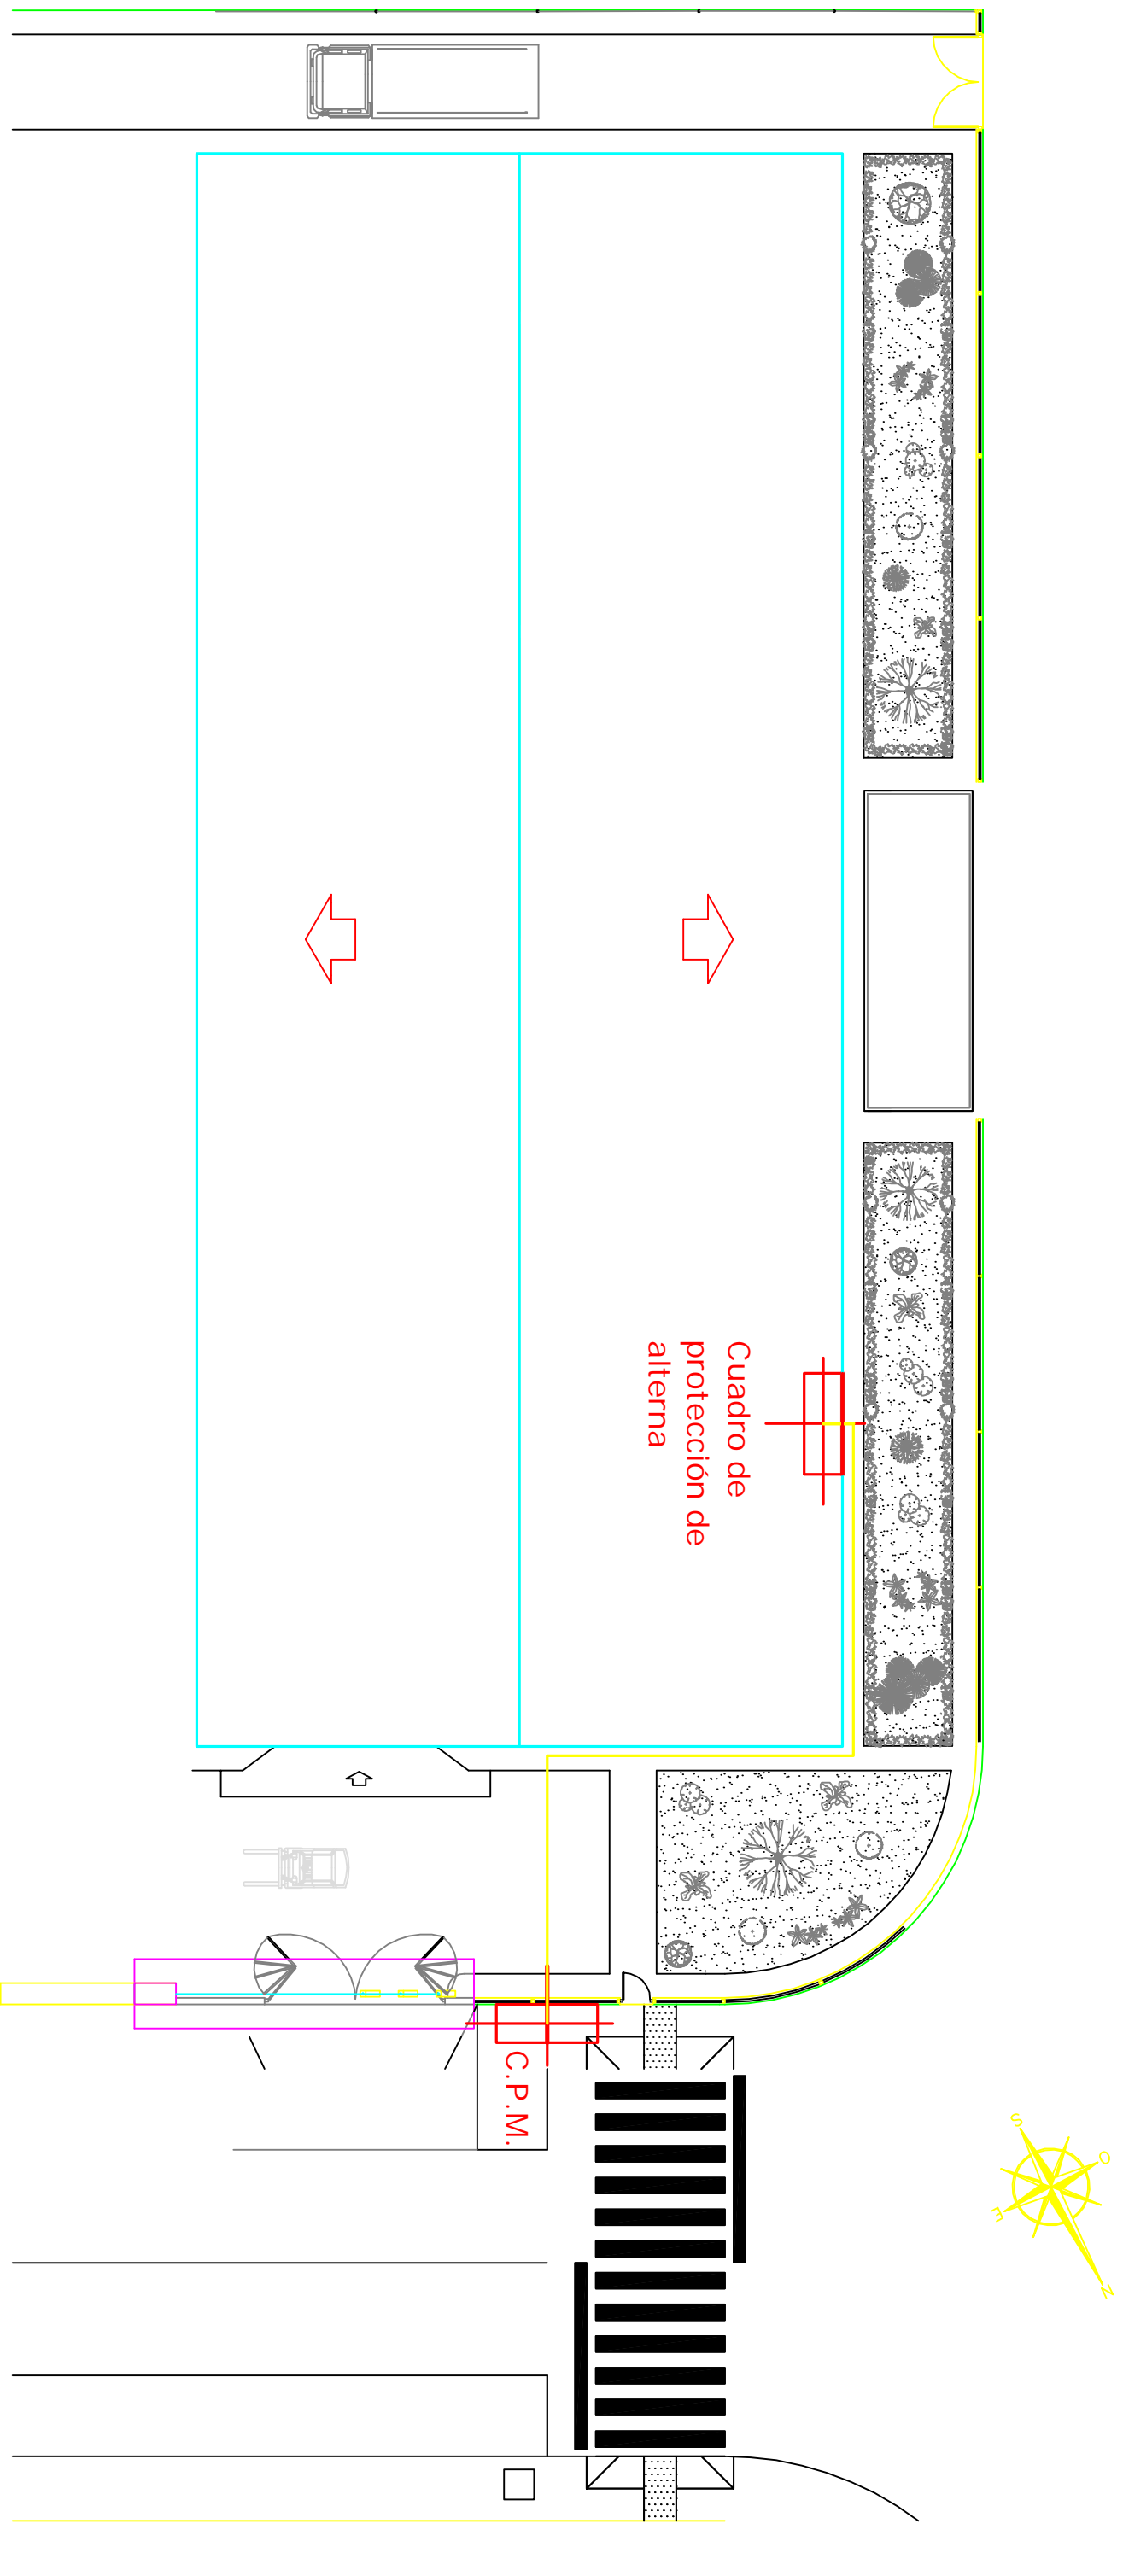 Cuadro de
protección de
alterna
C.P.M.
S
O
E
N